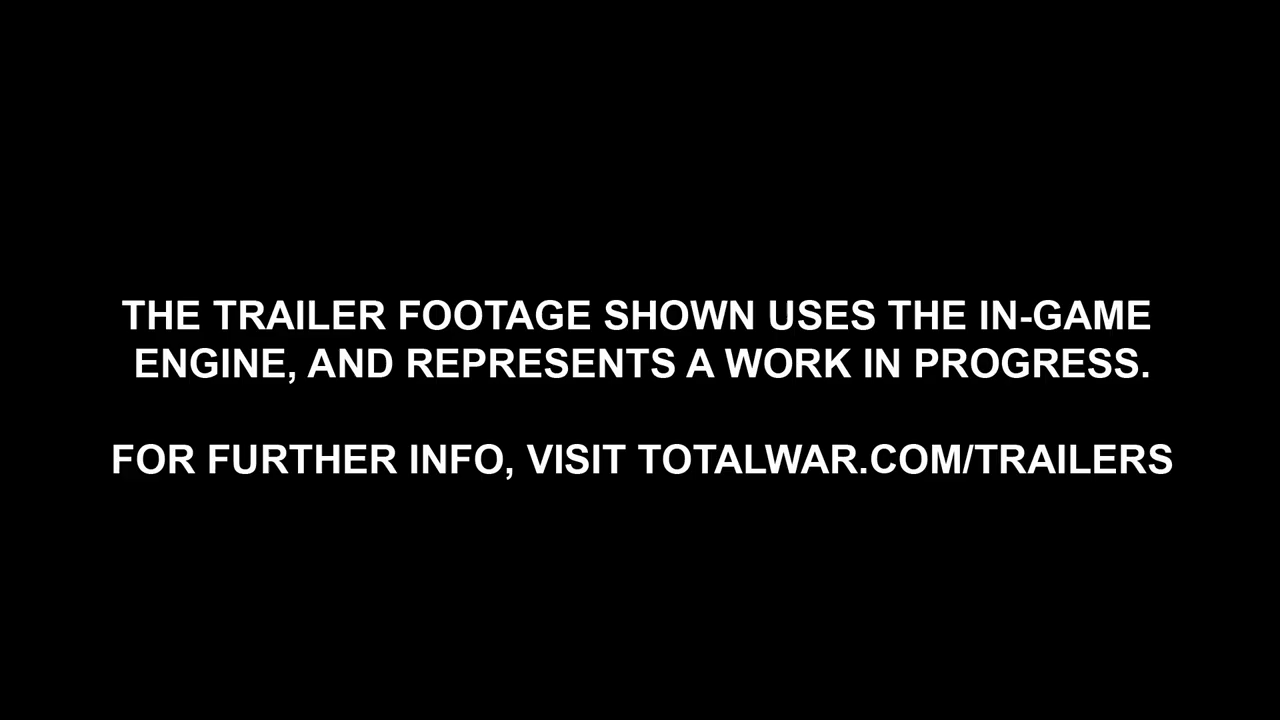 THE TRAILER FOOTAGE SHOWN USES THE IN-GAME
ENGINE, AND REPRESENTS A WORK IN PROGRESS.
FOR FURTHER INFO, VISIT TOTALWAR.COM/TRAILERS